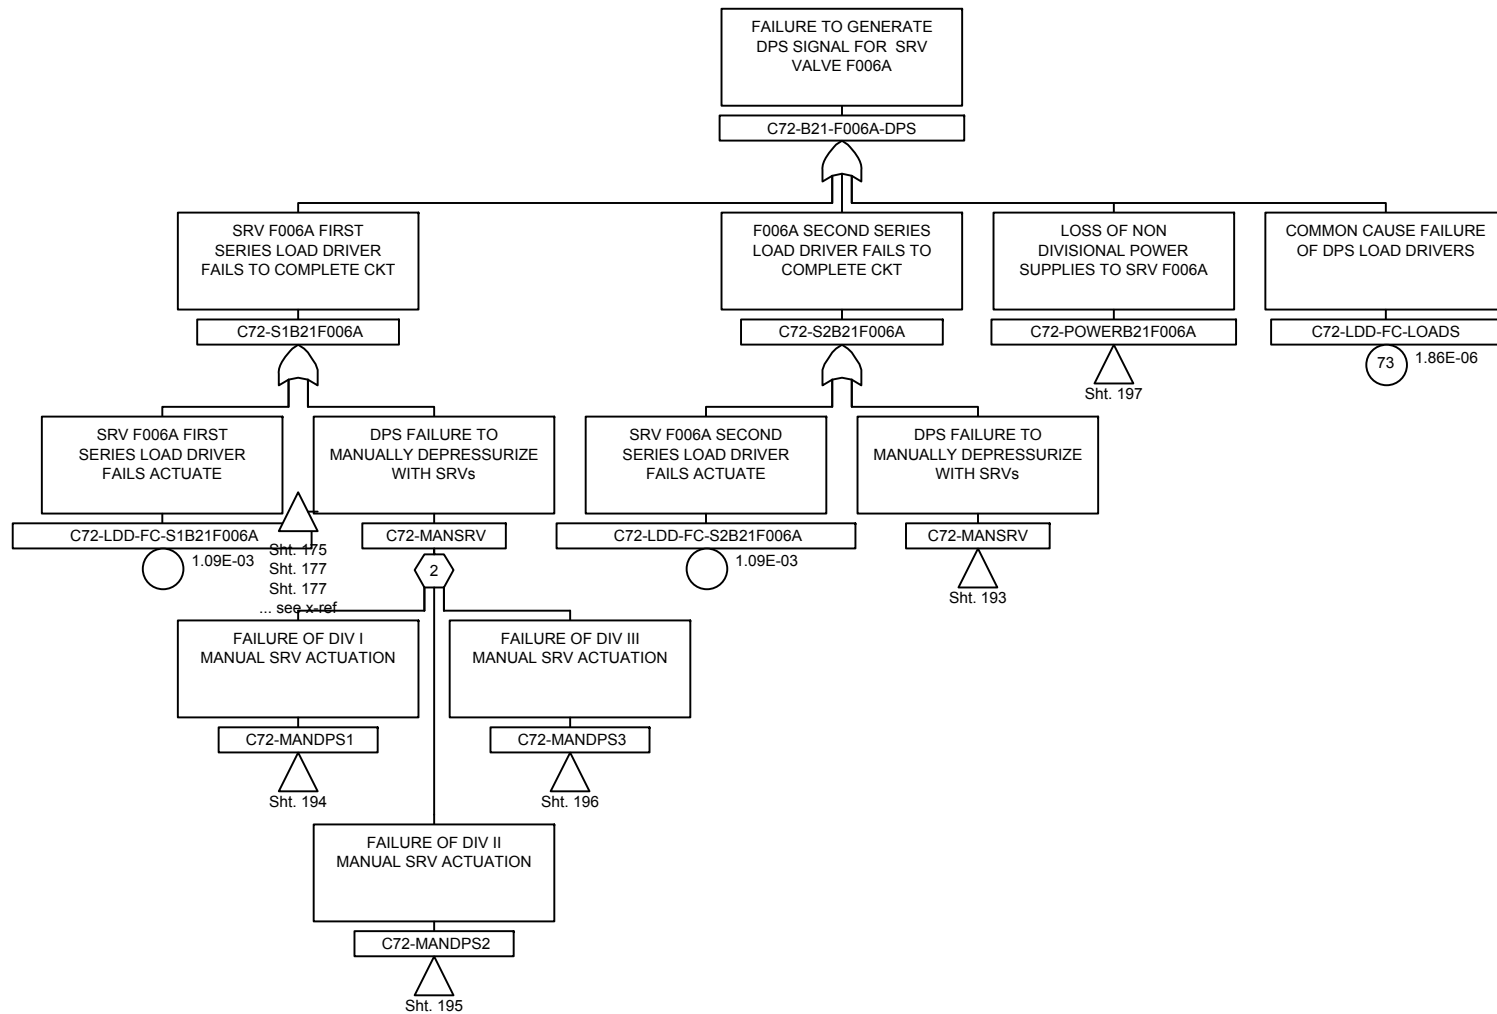 FAILURE TO GENERATE
DPS SIGNAL FOR SRV
VALVE F006A
C72-B21-F006A-DPS
SRV F006A FIRST
SERIES LOAD DRIVER
FAILS TO COMPLETE CKT
C72-S1B21F006A
F006A SECOND SERIES
LOAD DRIVER FAILS TO
COMPLETE CKT
C72-S2B21F006A
LOSS OF NON
DIVISIONAL POWER
SUPPLIES TO SRV F006A
C72-POWERB21F006A
Sht. 197
COMMON CAUSE FAILURE
OF DPS LOAD DRIVERS
C72-LDD-FC-LOADS
73
1.86E-06
SRV F006A FIRST
SERIES LOAD DRIVER
FAILS ACTUATE
C72-LDD-FC-S1B21F006A
1.09E-03
Sht. 175
Sht. 177
Sht. 177
... see x-ref
DPS FAILURE TO
MANUALLY DEPRESSURIZE
WITH SRVs
C72-MANSRV
2
SRV F006A SECOND
SERIES LOAD DRIVER
FAILS ACTUATE
C72-LDD-FC-S2B21F006A
1.09E-03
DPS FAILURE TO
MANUALLY DEPRESSURIZE
WITH SRVs
C72-MANSRV
Sht. 193
FAILURE OF DIV I
MANUAL SRV ACTUATION
C72-MANDPS1
Sht. 194
FAILURE OF DIV III
MANUAL SRV ACTUATION
C72-MANDPS3
Sht. 196
FAILURE OF DIV II
MANUAL SRV ACTUATION
C72-MANDPS2
Sht. 195